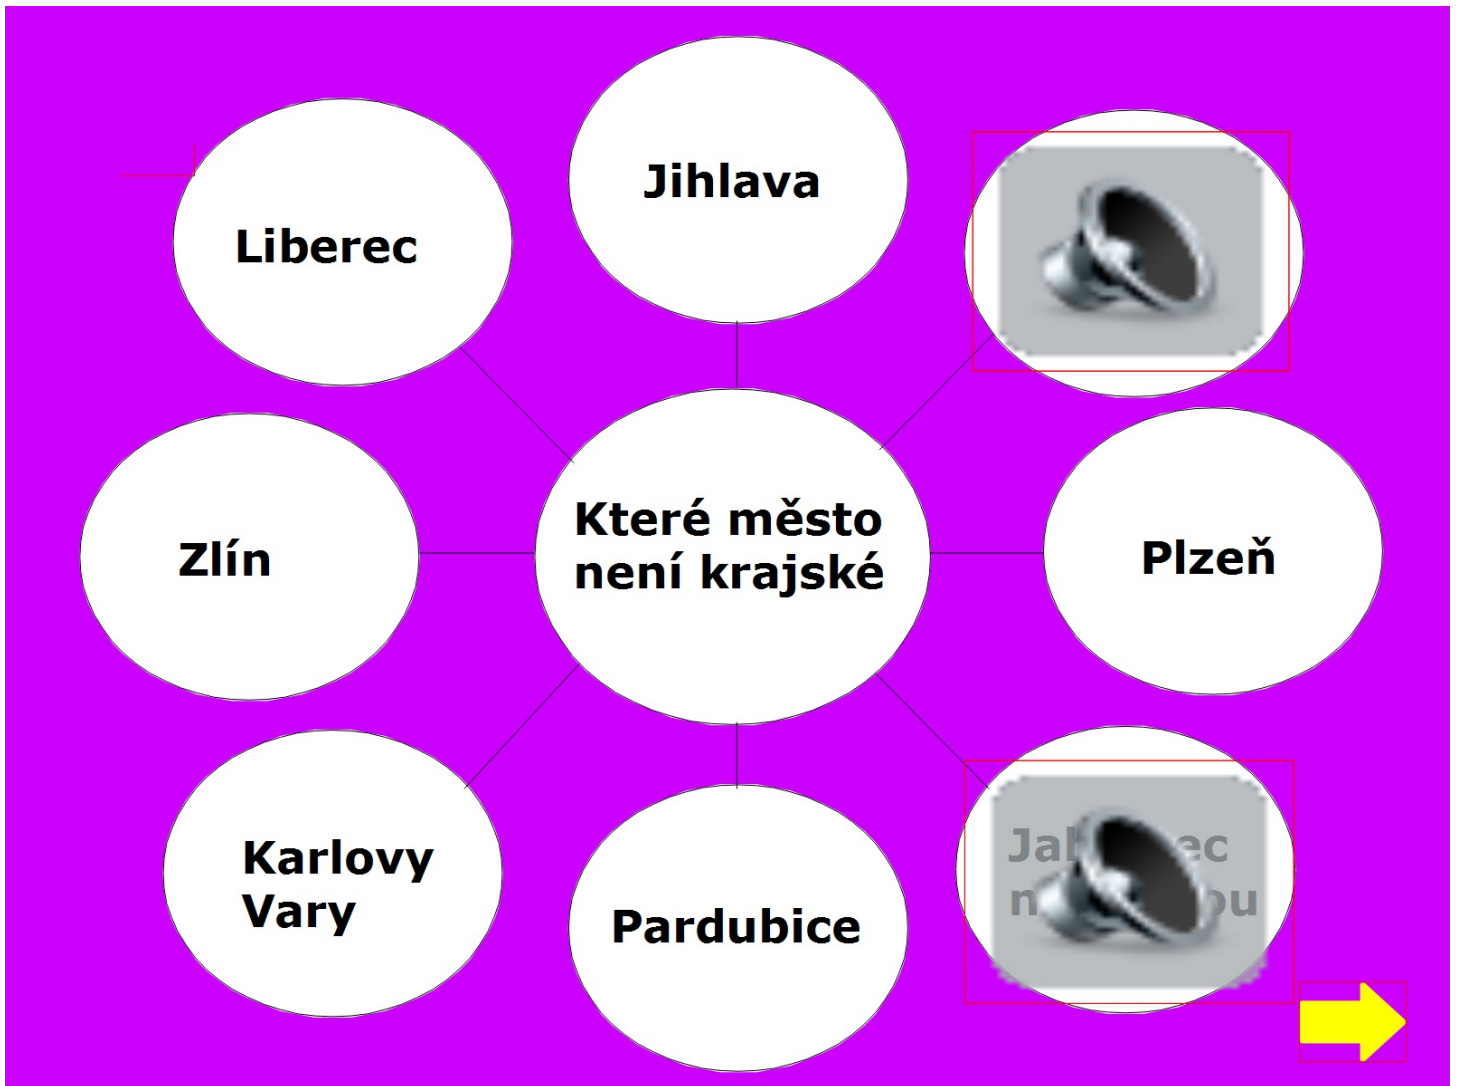 Jihlava
Liberec
Které město
není krajské
Zlín
Plzeň
Karlovy
Vary
Pardubice